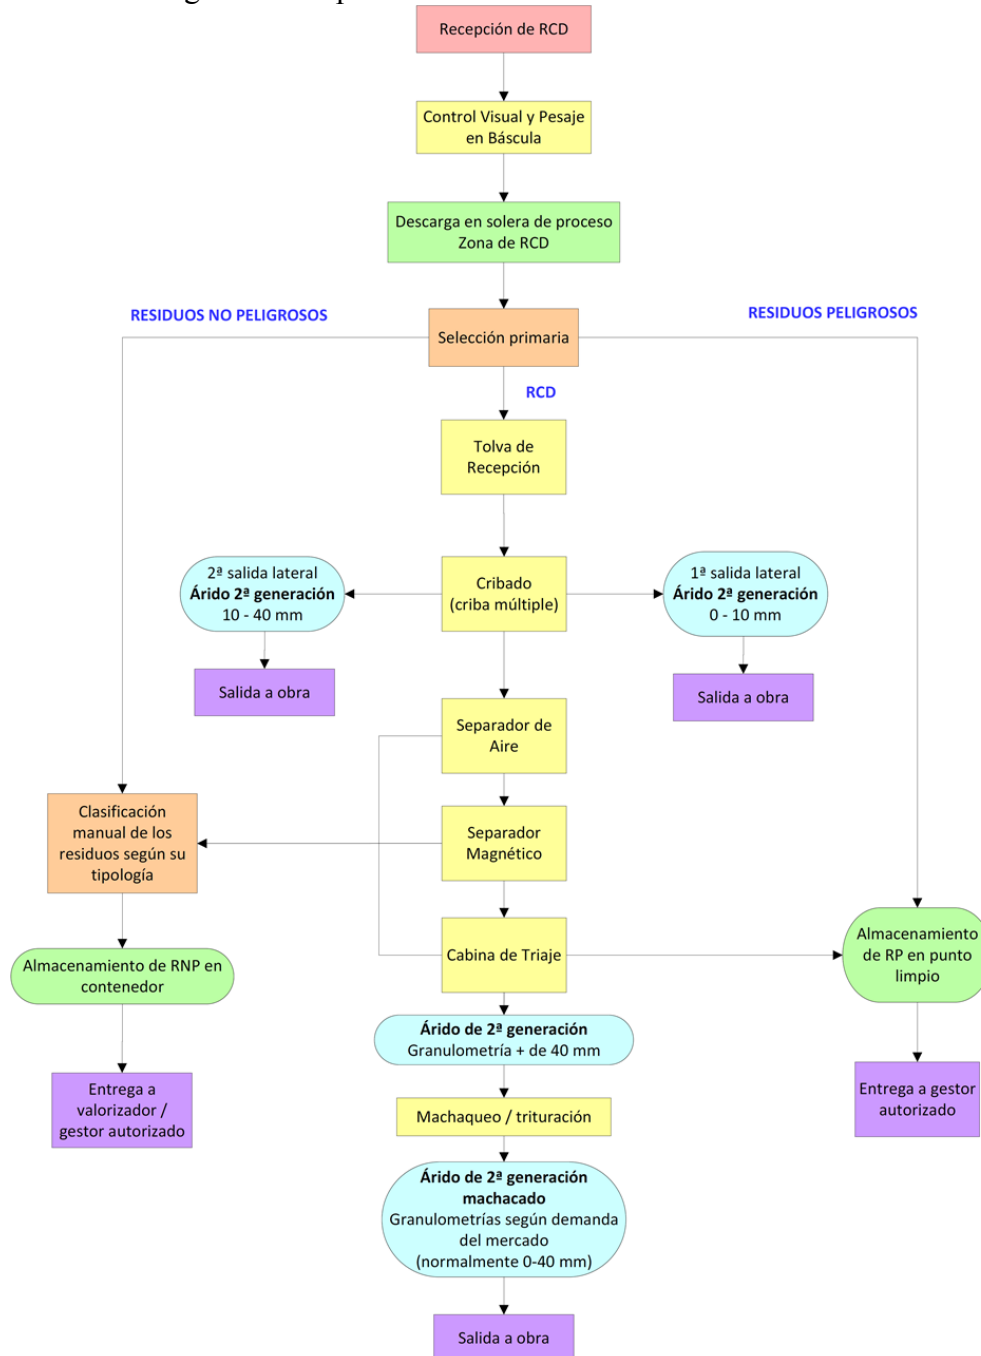 Recepción de RCD
Control Visual y Pesaje
en Báscula
Descarga en solera de proceso
Zona de RCD
RESIDUOS NO PELIGROSOS
RESIDUOS PELIGROSOS
Selección primaria
RCD
Tolva de
Recepción
2ª salida lateral
Árido 2ª generación
10 - 40 mm
Cribado
(criba múltiple)
1ª salida lateral
Árido 2ª generación
0 - 10 mm
Salida a obra
Salida a obra
Separador de
Aire
Clasificación
manual de los
residuos según su
tipología
Separador
Magnético
Cabina de Triaje
Almacenamiento
de RP en punto
limpio
Almacenamiento de RNP en
contenedor
Árido de 2ª generación
Granulometría + de 40 mm
Entrega a
valorizador /
gestor autorizado
Entrega a gestor
autorizado
Machaqueo / trituración
Árido de 2ª generación
machacado
Granulometrías según demanda
del mercado
(normalmente 0-40 mm)
Salida a obra